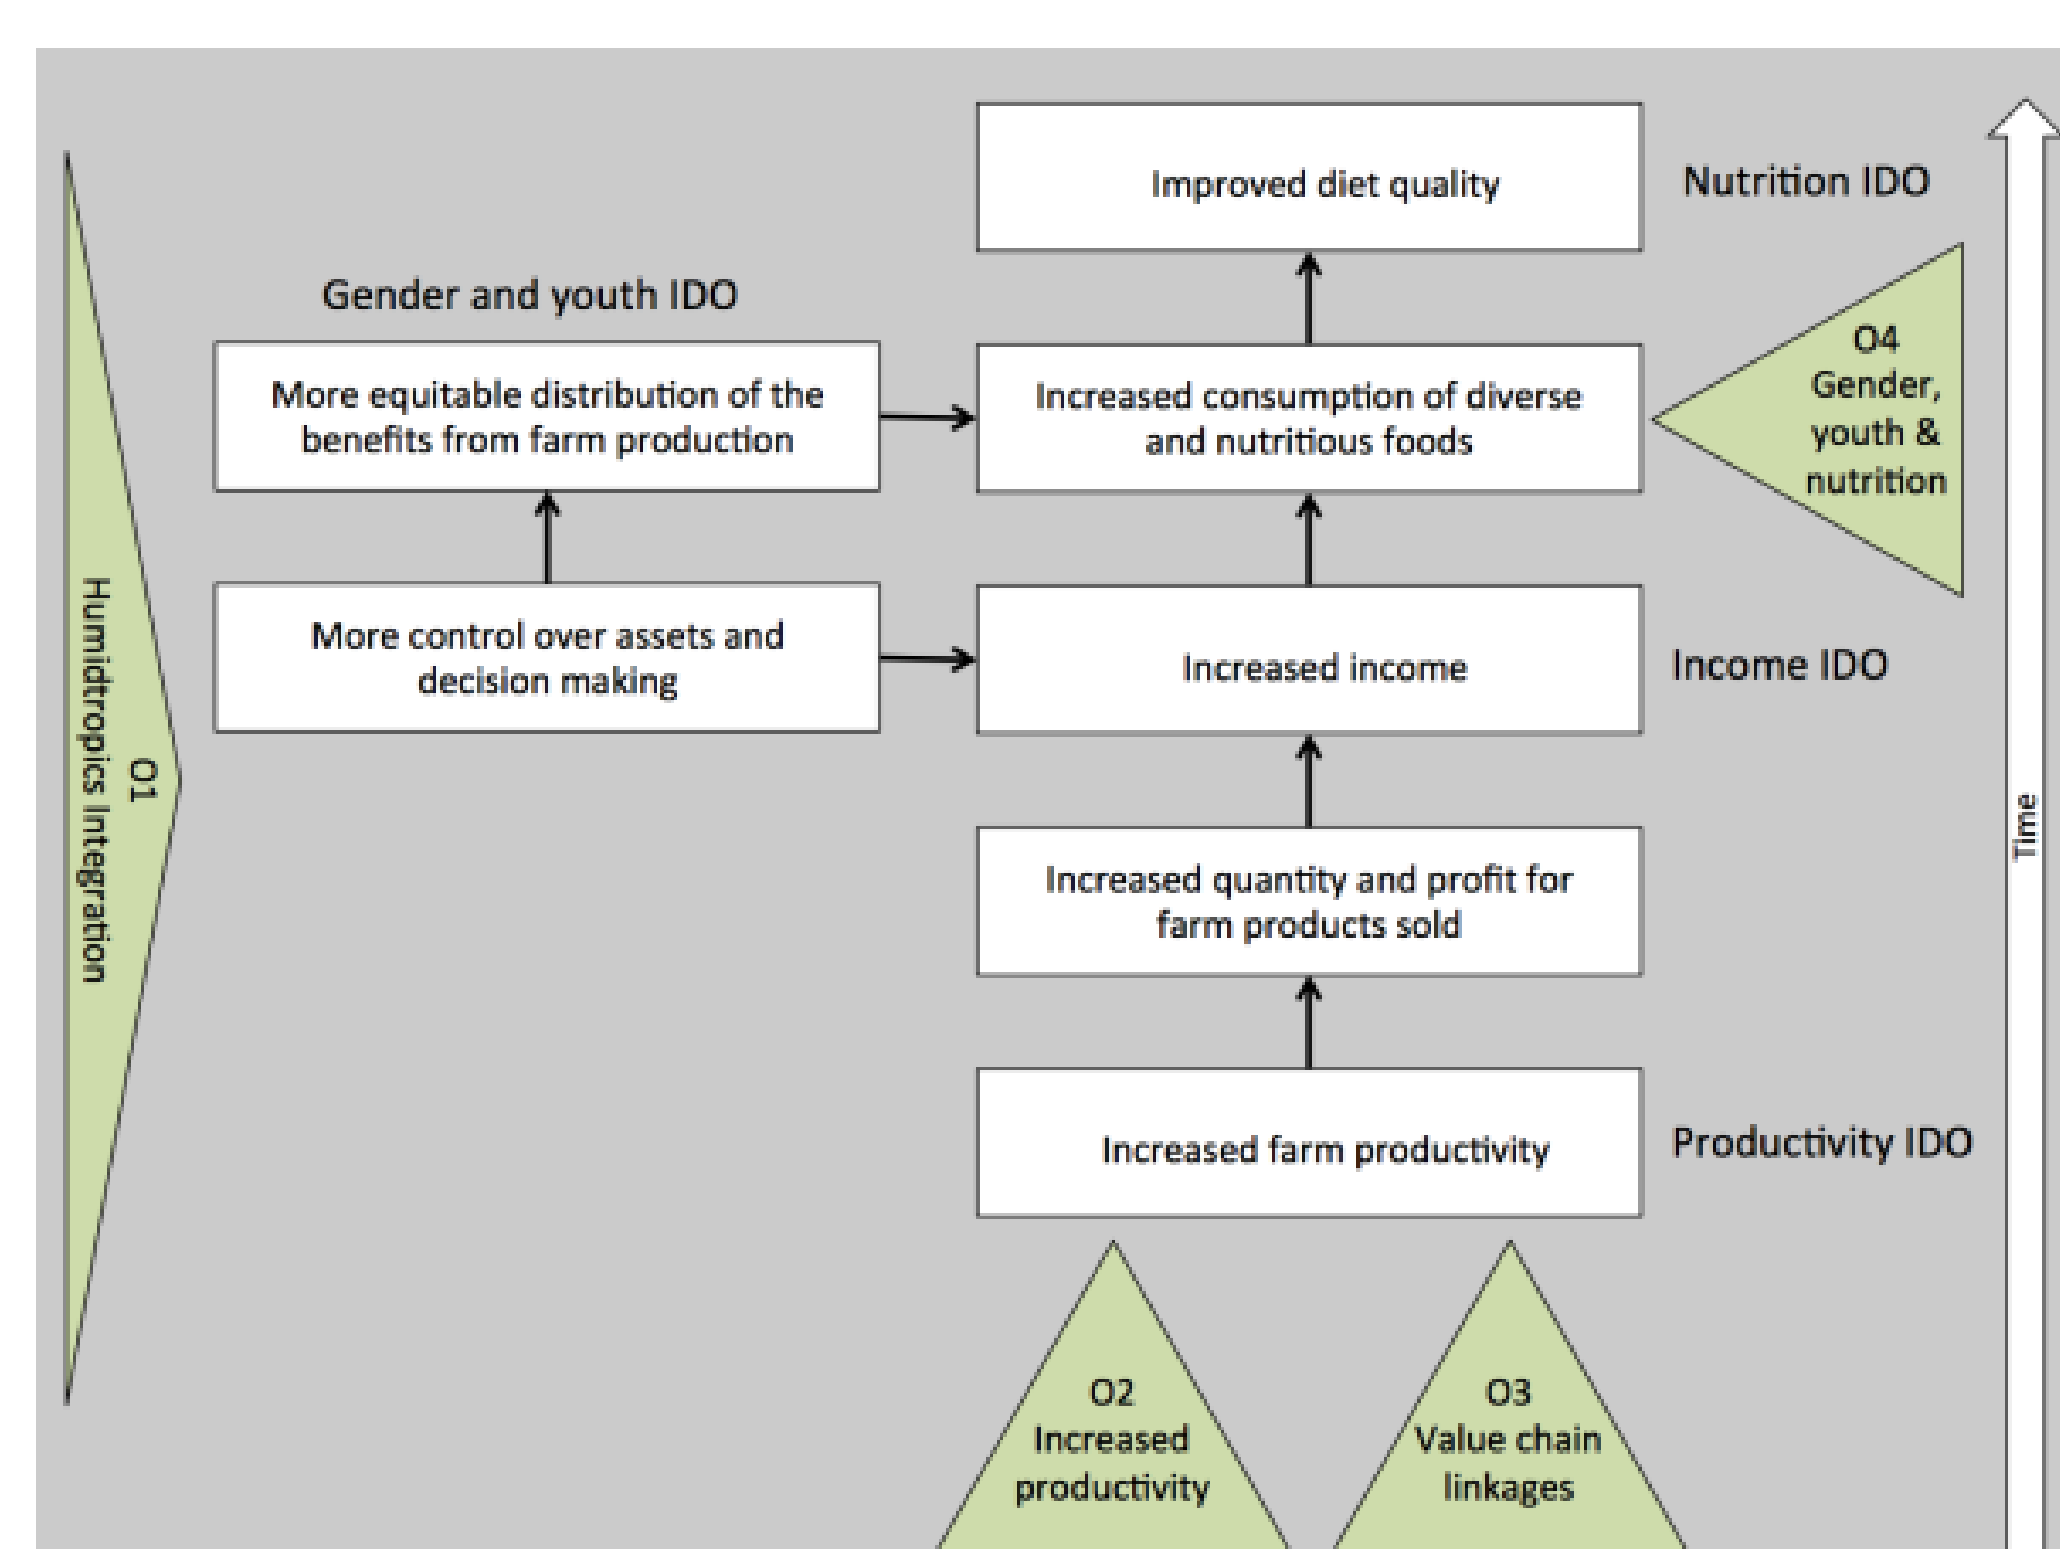 Improved diet quality
Nutrition IDO
Gender and youth IDO
More equitable distribution of the
benefits from farm production
Increased consumption of diverse
and nutritious foods
O4
Gender,
youth &
nutrition
More control over assets and
decision making
Increased income
Income IDO
O1
Humidtropics Integration
Time
Increased quantity and profit for
farm products sold
Increased farm productivity
Productivity IDO
O2
Increased
productivity
O3
Value chain
linkages